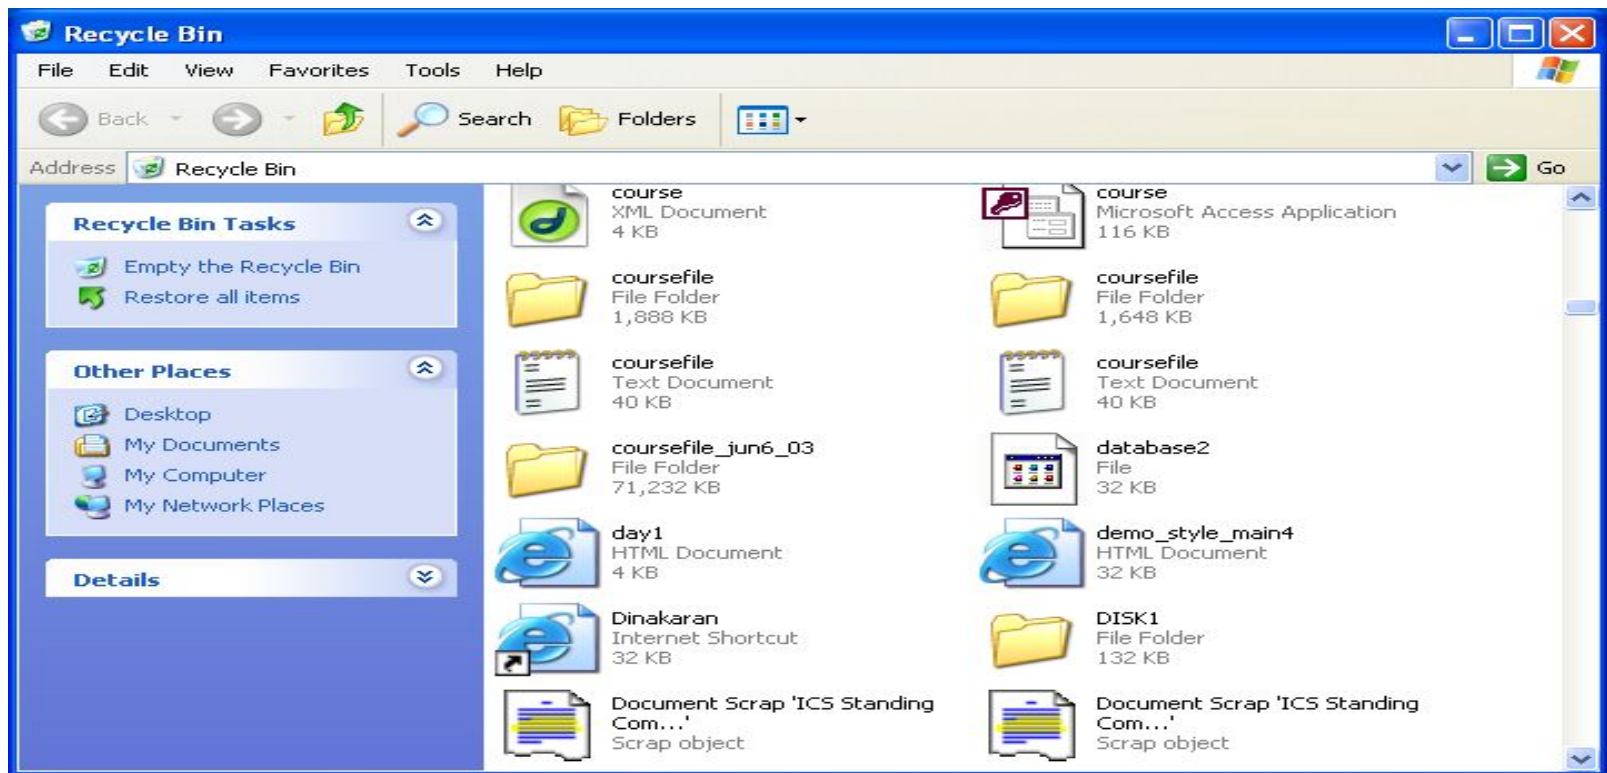 Recycle Bin
File Edit View Favorites Tools Help
Back Search Folders
Address Recycle Bin Go
Recycle Bin Tasks
Empty the Recycle Bin
Restore all items
Other Places
Desktop
My Documents
My Computer
My Network Places
Details
course
XML Document
4 KB
course
Microsoft Access Application
116 KB
coursefile
File Folder
1,888 KB
coursefile
File Folder
1,648 KB
coursefile
Text Document
40 KB
coursefile
Text Document
40 KB
coursefile_jun6_03
File Folder
71,232 KB
database2
File
32 KB
day1
HTML Document
4 KB
demo_style_main4
HTML Document
32 KB
Dinakaran
Internet Shortcut
32 KB
DISK1
File Folder
132 KB
Document Scrap 'ICS Standing
Com...'
Scrap object
Document Scrap 'ICS Standing
Com...'
Scrap object